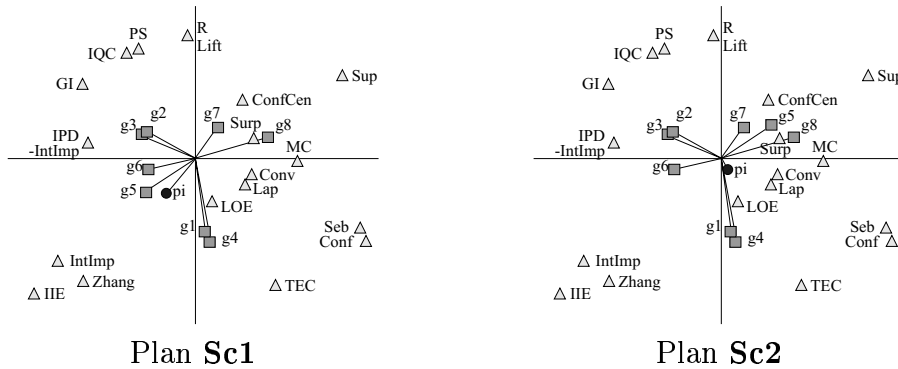 R
Lift
PS
IQC
GI
Sup
ConfCen
g2
g3
g7
Surp
g8
IPD
-IntImp
MC
g6
Conv
g5
pi
Lap
LOE
g1
g4
Seb
Conf
IntImp
Zhang
IIE
TEC
Plan Sc1
R
Lift
PS
IQC
GI
Sup
ConfCen
g2
g3
g7
g5
g8
IPD
-IntImp
Surp
MC
g6
pi
Conv
Lap
LOE
g1
g4
Seb
Conf
IntImp
Zhang
IIE
TEC
Plan Sc2